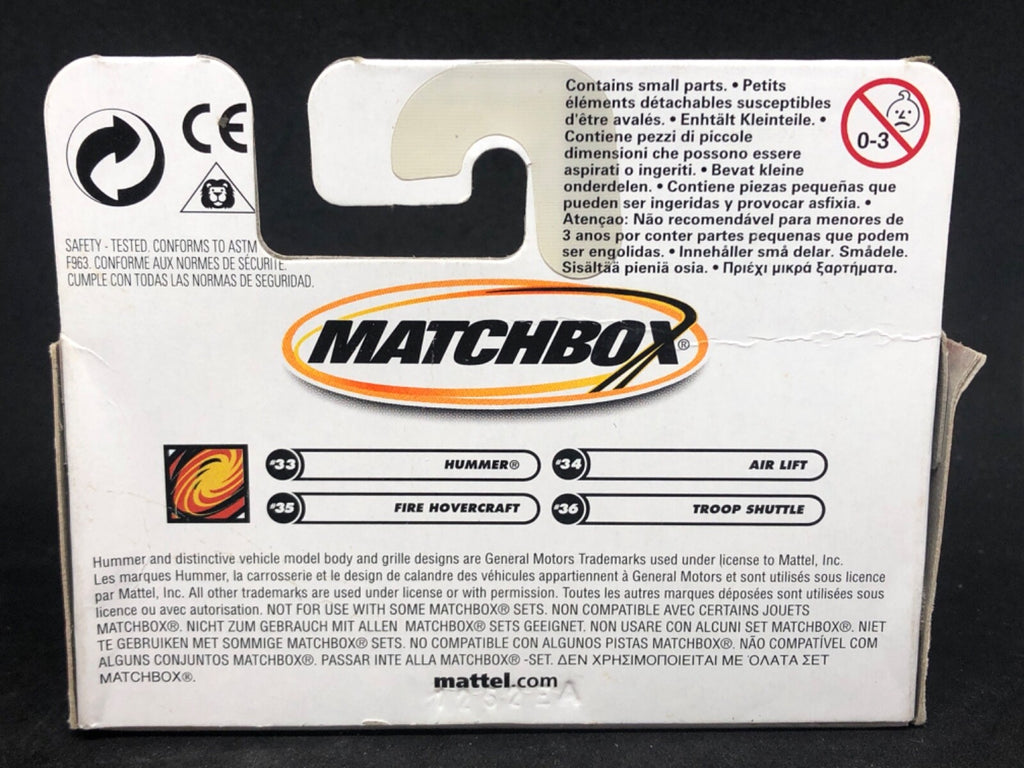 CE
SAFETY - TESTED. CONFORMS TO ASTM
F963. CONFORME AUX NORMES DE SÉCURITE.
CUMPLE CON TODAS LAS NORMAS DE SEGURIDAD.
Contains small parts. • Petits
éléments détachables susceptibles
d'être avalés. • Enhtält Kleinteile. •
Contiene pezzi di piccole
dimensioni che possono essere
aspirati o ingeriti. • Bevat kleine
onderdelen. • Contiene piezas pequeñas que
pueden ser ingeridas y provocar asfixia. •
Atençao: Não recomendável para menores de
3 anos por conter partes pequenas que podem
ser engolidas. • Innehåller små delar. Smådele.
Sisältää pieniä osia. • Πριέχι μικρά ξαρτήματα.
0-3
MATCHBOX®
#33 HUMMER®
#34 AIR LIFT
#35 FIRE HOVERCRAFT
#36 TROOP SHUTTLE
Hummer and distinctive vehicle model body and grille designs are General Motors Trademarks used under license to Mattel, Inc.
Les marques Hummer, la carrosserie et le design de calandre des véhicules appartiennent à General Motors et sont utilisés sous licence
par Mattel, Inc. All other trademarks are used under license or with permission. Toutes les autres marques déposées sont utilisées sous
licence ou avec autorisation. NOT FOR USE WITH SOME MATCHBOX® SETS. NON COMPATIBLE AVEC CERTAINS JOUETS
MATCHBOX®. NICHT ZUM GEBRAUCH MIT ALLEN MATCHBOX® SETS GEEIGNET. NON USARE CON ALCUNI SET MATCHBOX®. NIET
TE GEBRUIKEN MET SOMMIGE MATCHBOX® SETS. NO COMPATIBLE CON ALGUNOS PISTAS MATCHBOX®. NÃO COMPATÍVEL COM
ALGUNS CONJUNTOS MATCHBOX®. PASSAR INTE ALLA MATCHBOX® -SET. ΔΕΝ ΧΡΗΣΙΜΟΠΟΙΕΙΤΑΙ ΜΕ ΌΛΑΤΑ ΣΕΤ
MATCHBOX®.
mattel.com